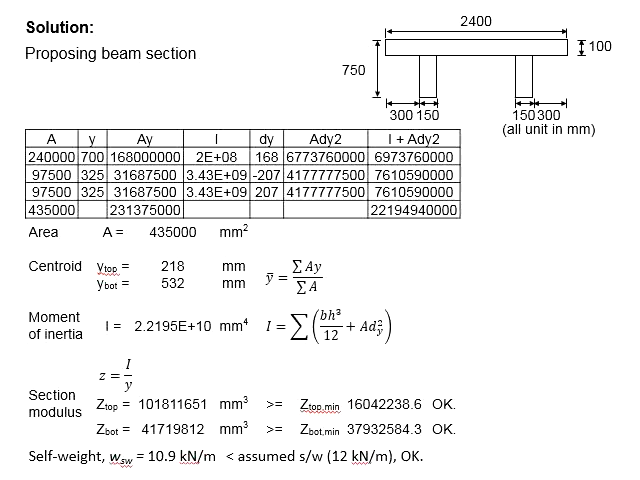 Solution:
Proposing beam section
2400
100
750
300 150
150 300
(all unit in mm)
A y Ay I dy Ady2 I + Ady2
240000 700 168000000 2E+08 168 6773760000 6973760000
97500 325 31687500 3.43E+09 -207 4177777500 7610590000
97500 325 31687500 3.43E+09 207 4177777500 7610590000
435000 231375000 22194940000
Area A = 435000 mm²
Centroid ytop = 218 mm
ybot = 532 mm
ȳ = ∑Ay / ∑A
Moment of inertia I = 2.2195E+10 mm⁴ I = ∑(bh³/12 + Ad²y)
z = I/y
Section modulus
Ztop = 101811651 mm³ >= Ztop,min 16042238.6 OK.
Zbot = 41719812 mm³ >= Zbot,min 37932584.3 OK.
Self-weight, wsw = 10.9 kN/m < assumed s/w (12 kN/m), OK.